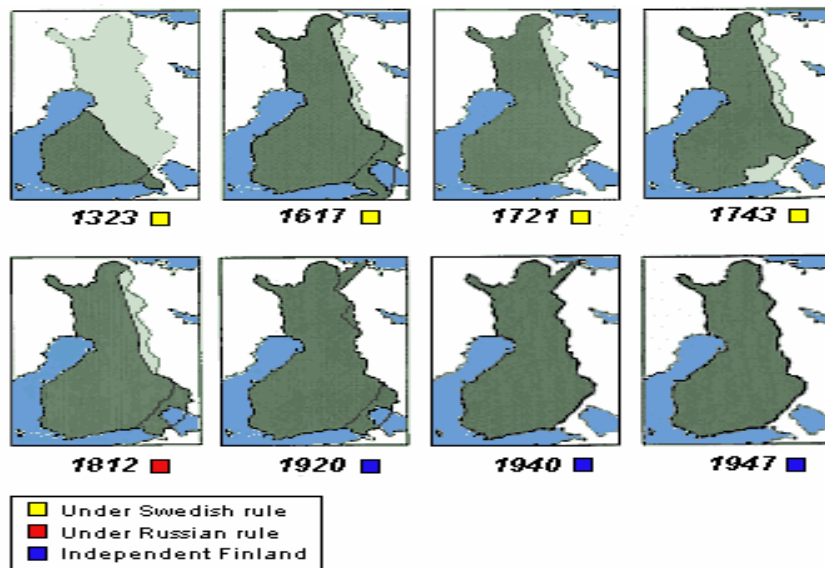 1323 1617 1721 1743
1812 1920 1940 1947
Under Swedish rule
Under Russian rule
Independent Finland